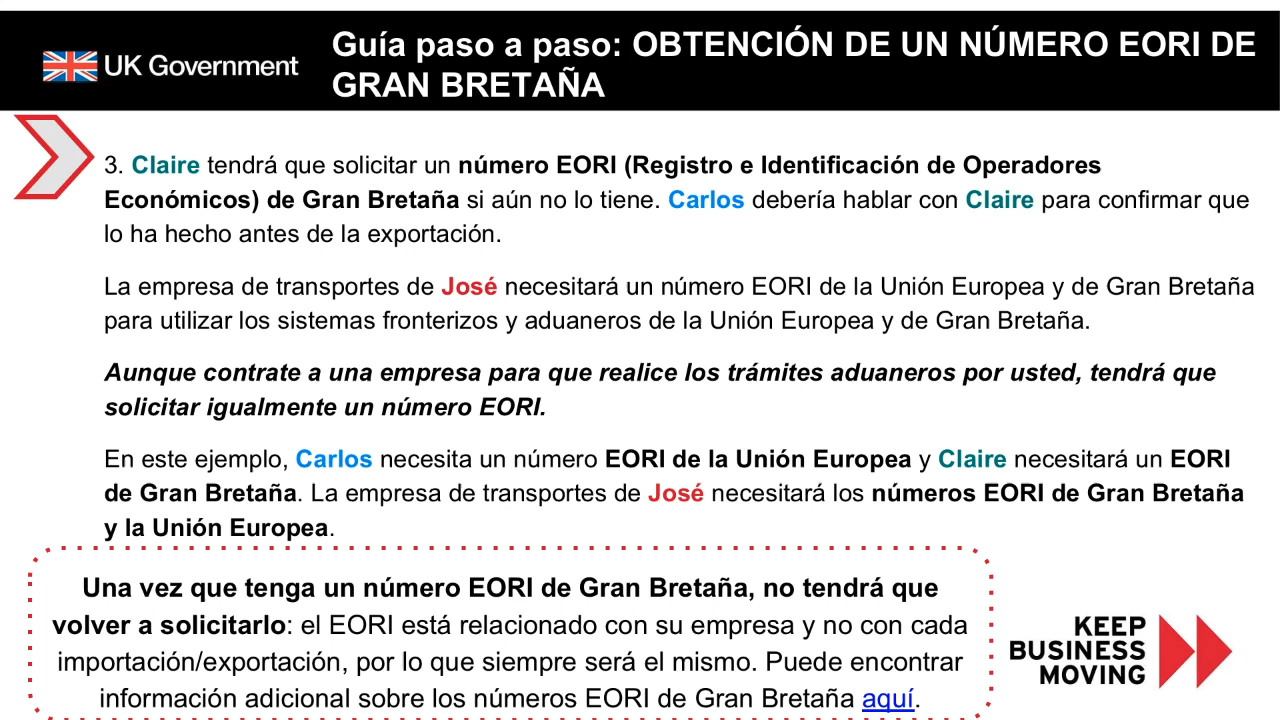 UK Government
Guía paso a paso: OBTENCIÓN DE UN NÚMERO EORI DE
GRAN BRETAÑA
3. Claire tendrá que solicitar un número EORI (Registro e Identificación de Operadores
Económicos) de Gran Bretaña si aún no lo tiene. Carlos debería hablar con Claire para confirmar que
lo ha hecho antes de la exportación.
La empresa de transportes de José necesitará un número EORI de la Unión Europea y de Gran Bretaña
para utilizar los sistemas fronterizos y aduaneros de la Unión Europea y de Gran Bretaña.
Aunque contrate a una empresa para que realice los trámites aduaneros por usted, tendrá que
solicitar igualmente un número EORI.
En este ejemplo, Carlos necesita un número EORI de la Unión Europea y Claire necesitará un EORI
de Gran Bretaña. La empresa de transportes de José necesitará los números EORI de Gran Bretaña
y la Unión Europea.
Una vez que tenga un número EORI de Gran Bretaña, no tendrá que
volver a solicitarlo: el EORI está relacionado con su empresa y no con cada
importación/exportación, por lo que siempre será el mismo. Puede encontrar
información adicional sobre los números EORI de Gran Bretaña aquí.
KEEP
BUSINESS
MOVING